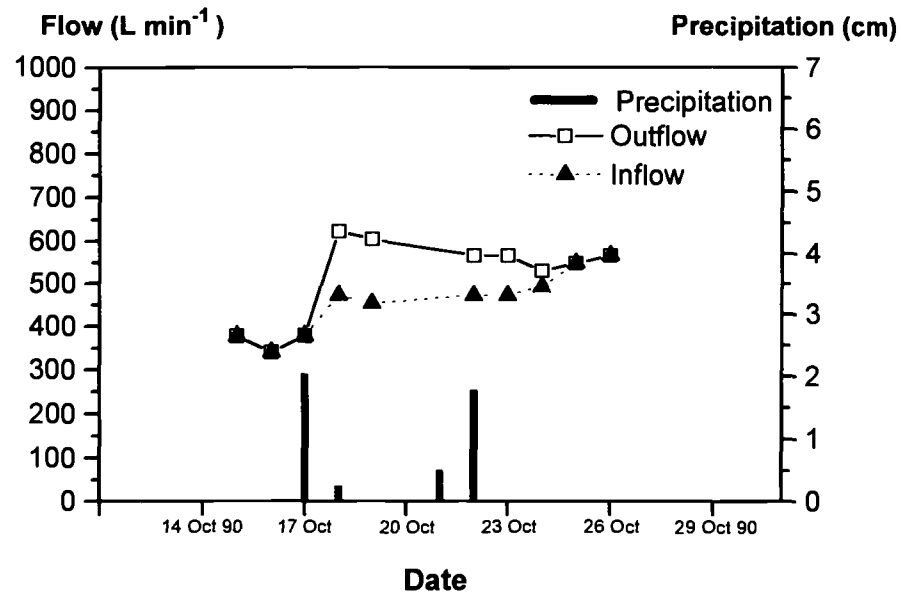 Flow (L min⁻¹)
Precipitation (cm)
1000
900
800
700
600
500
400
300
200
100
0
7
6
5
4
3
2
1
0
Precipitation
Outflow
Inflow
14 Oct 90
17 Oct
20 Oct
23 Oct
26 Oct
29 Oct 90
Date